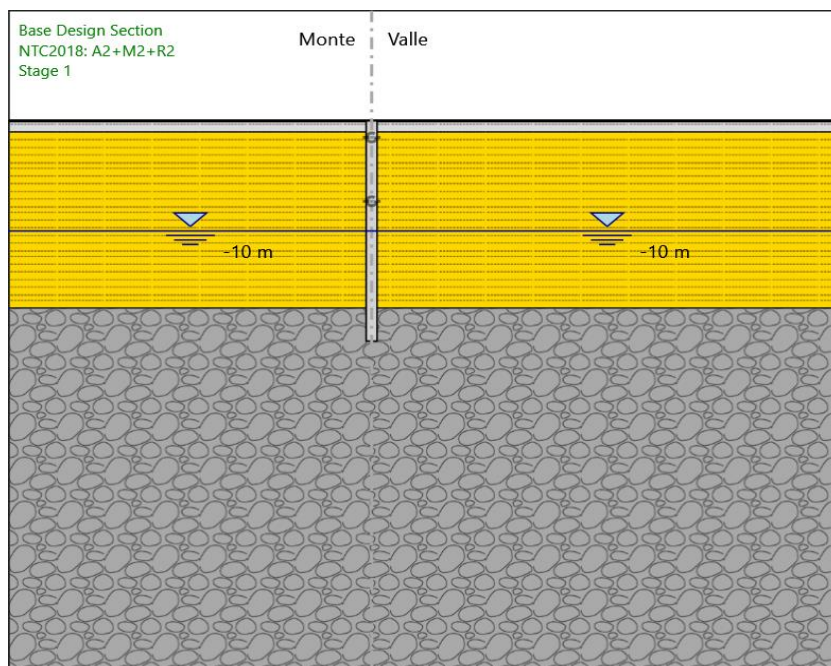 Base Design Section
NTC2018: A2+M2+R2
Stage 1
Monte
Valle
-10 m
-10 m